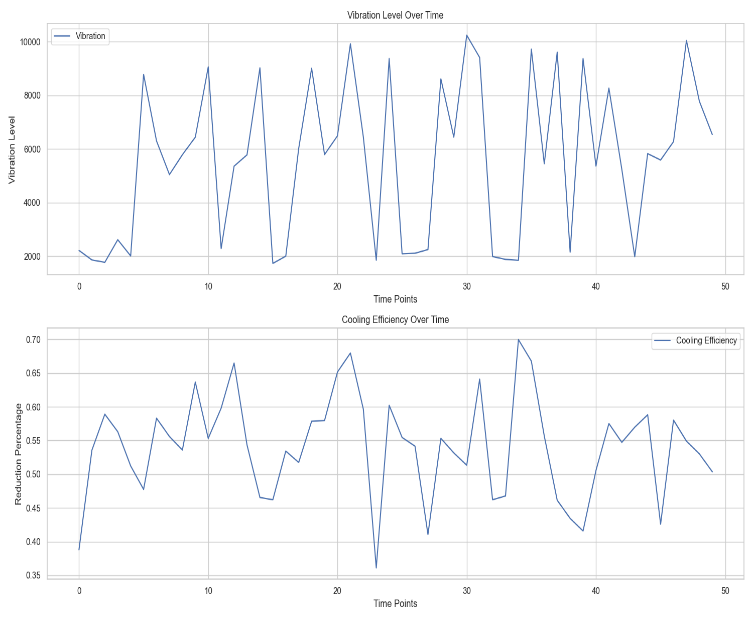 Vibration Level Over Time
Vibration
10000
8000
6000
4000
2000
Vibration Level
0 10 20 30 40 50
Time Points
Cooling Efficiency Over Time
Cooling Efficiency
0.70
0.65
0.60
0.55
0.50
0.45
0.40
0.35
Reduction Percentage
0 10 20 30 40 50
Time Points